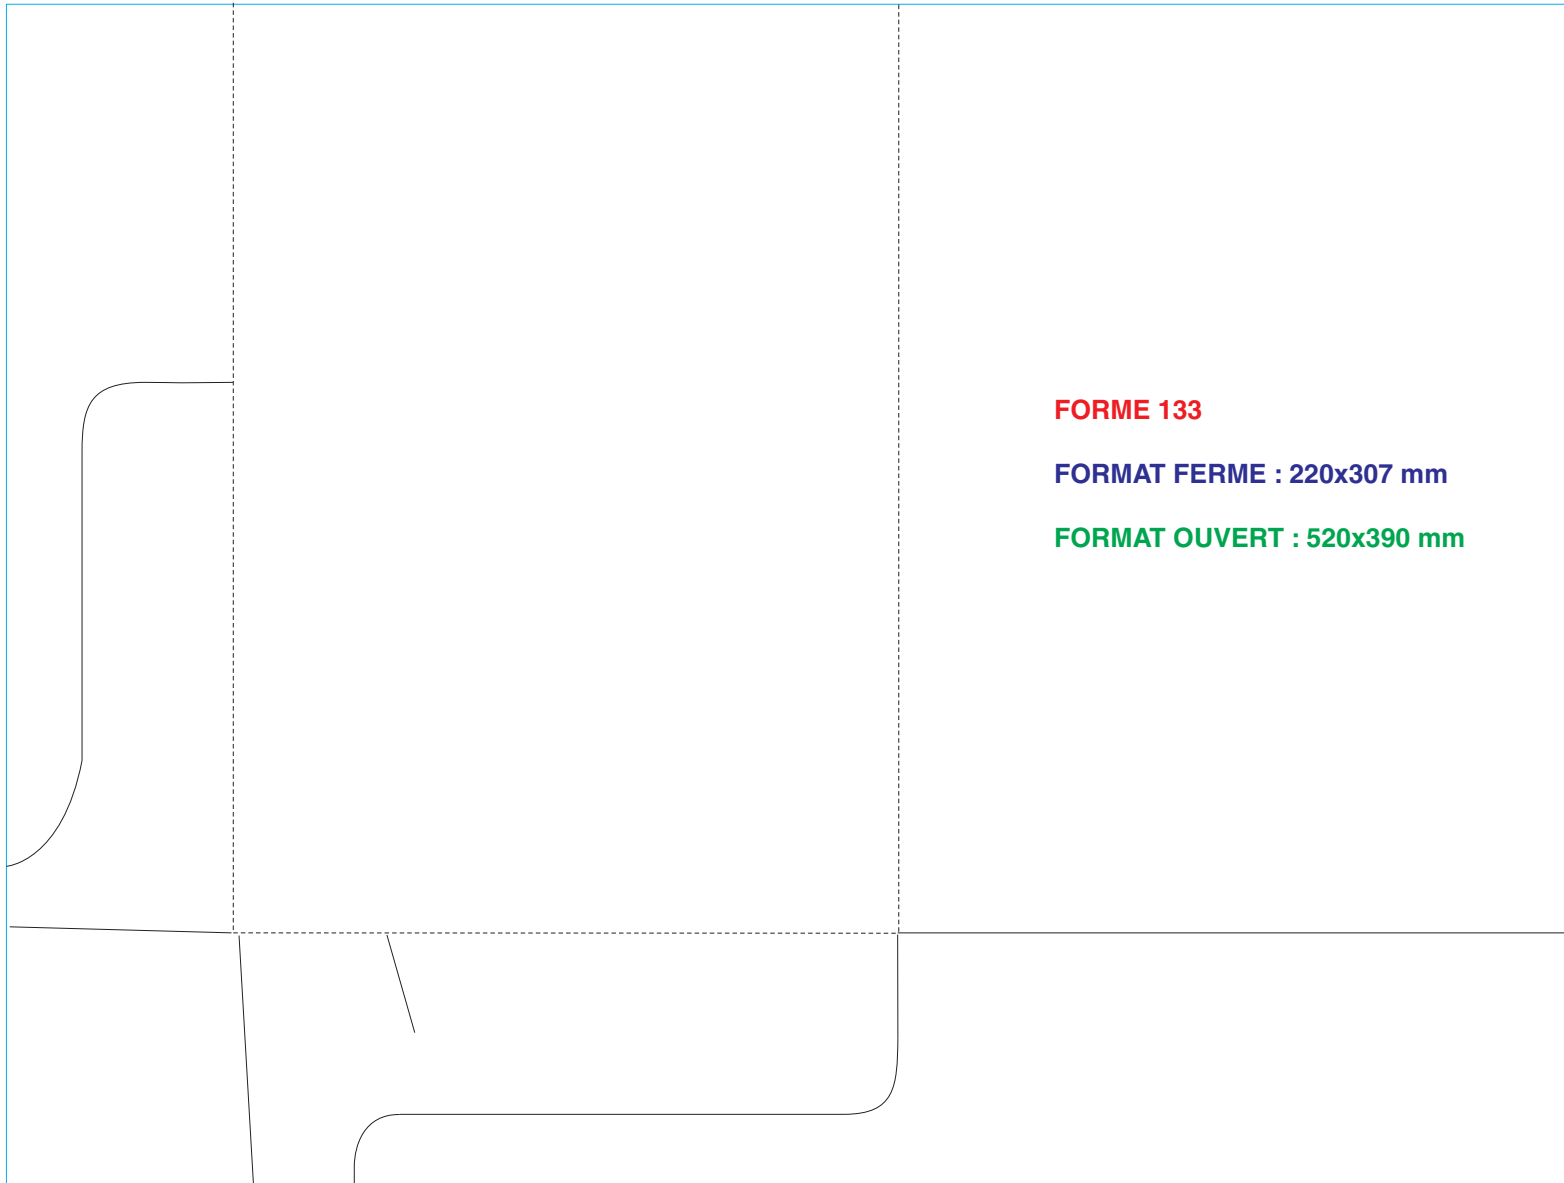 FORME 133
FORMAT FERME : 220x307 mm
FORMAT OUVERT : 520x390 mm